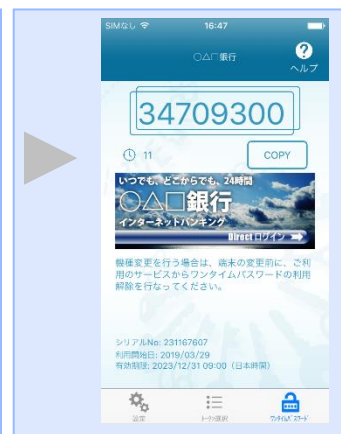 SIMなし 16:47
○△□銀行
?
ヘルプ
34709300
11 COPY
いつでも、どこからでも、24時間
○△□銀行
インターネットバンキング
Directログイン
機種変更を行う場合は、端末の変更前に、ご利
用のサービスからワンタイムパスワードの利用
解除を行なってください。
シリアルNo: 231167607
利用開始日: 2019/03/29
有効期限: 2023/12/31 09:00（日本時間）
設定 トークン選択 ワンタイムパスワード